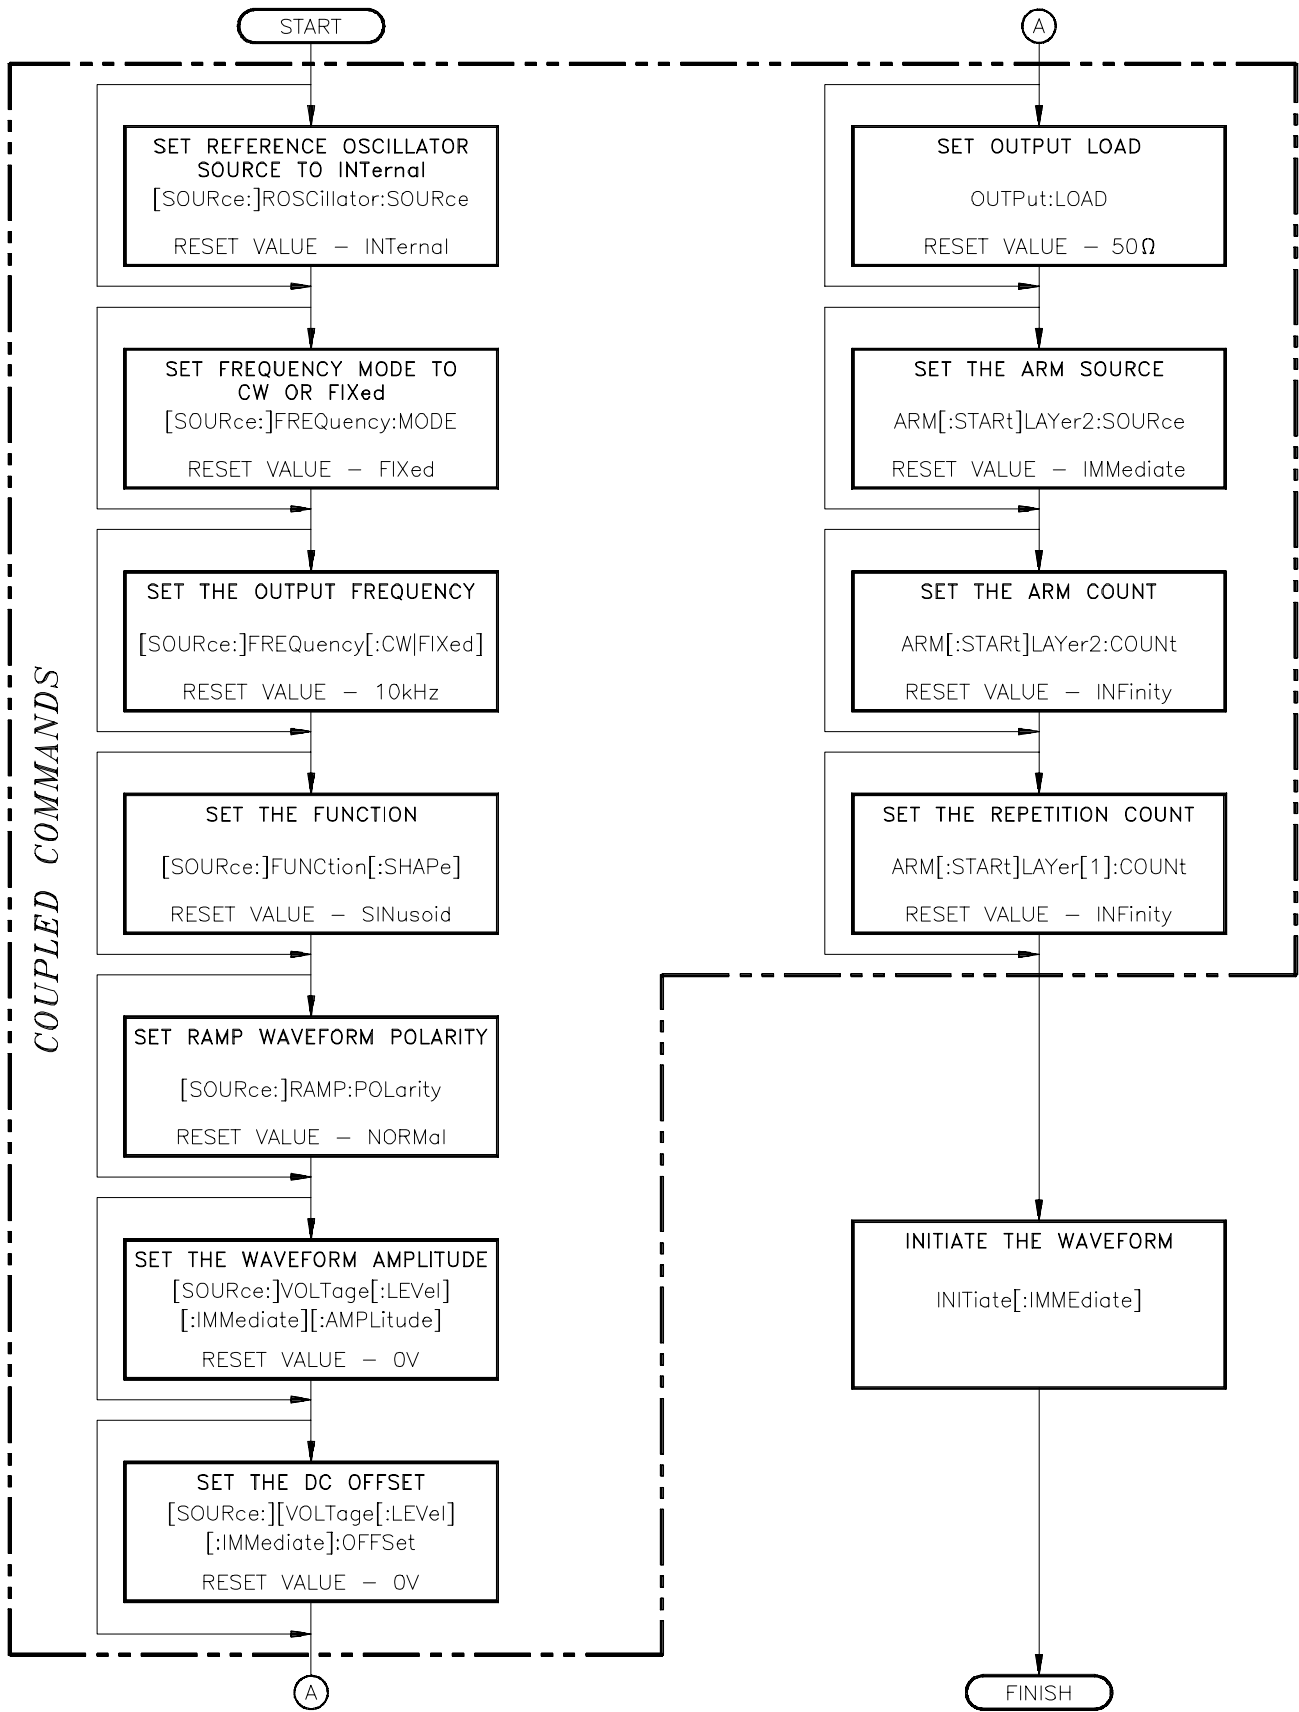 START
SET REFERENCE OSCILLATOR
SOURCE TO INTernal
[SOURce:]ROSCillator:SOURce
RESET VALUE – INTernal
SET FREQUENCY MODE TO
CW OR FIXed
[SOURce:]FREQuency:MODE
RESET VALUE – FIXed
SET THE OUTPUT FREQUENCY
[SOURce:]FREQuency[:CW|FIXed]
RESET VALUE – 10kHz
SET THE FUNCTION
[SOURce:]FUNCtion[:SHAPe]
RESET VALUE – SINusoid
SET RAMP WAVEFORM POLARITY
[SOURce:]RAMP:POLarity
RESET VALUE – NORMal
SET THE WAVEFORM AMPLITUDE
[SOURce:]VOLTage[:LEVel]
[:IMMediate][:AMPLitude]
RESET VALUE – 0V
SET THE DC OFFSET
[SOURce:][VOLTage[:LEVel]
[:IMMediate]:OFFSet
RESET VALUE – 0V
A
COUPLED COMMANDS
A
SET OUTPUT LOAD
OUTPut:LOAD
RESET VALUE – 50Ω
SET THE ARM SOURCE
ARM[:STARt]LAYer2:SOURce
RESET VALUE – IMMediate
SET THE ARM COUNT
ARM[:STARt]LAYer2:COUNt
RESET VALUE – INFinity
SET THE REPETITION COUNT
ARM[:STARt]LAYer[1]:COUNt
RESET VALUE – INFinity
INITIATE THE WAVEFORM
INITiate[:IMMEdiate]
FINISH